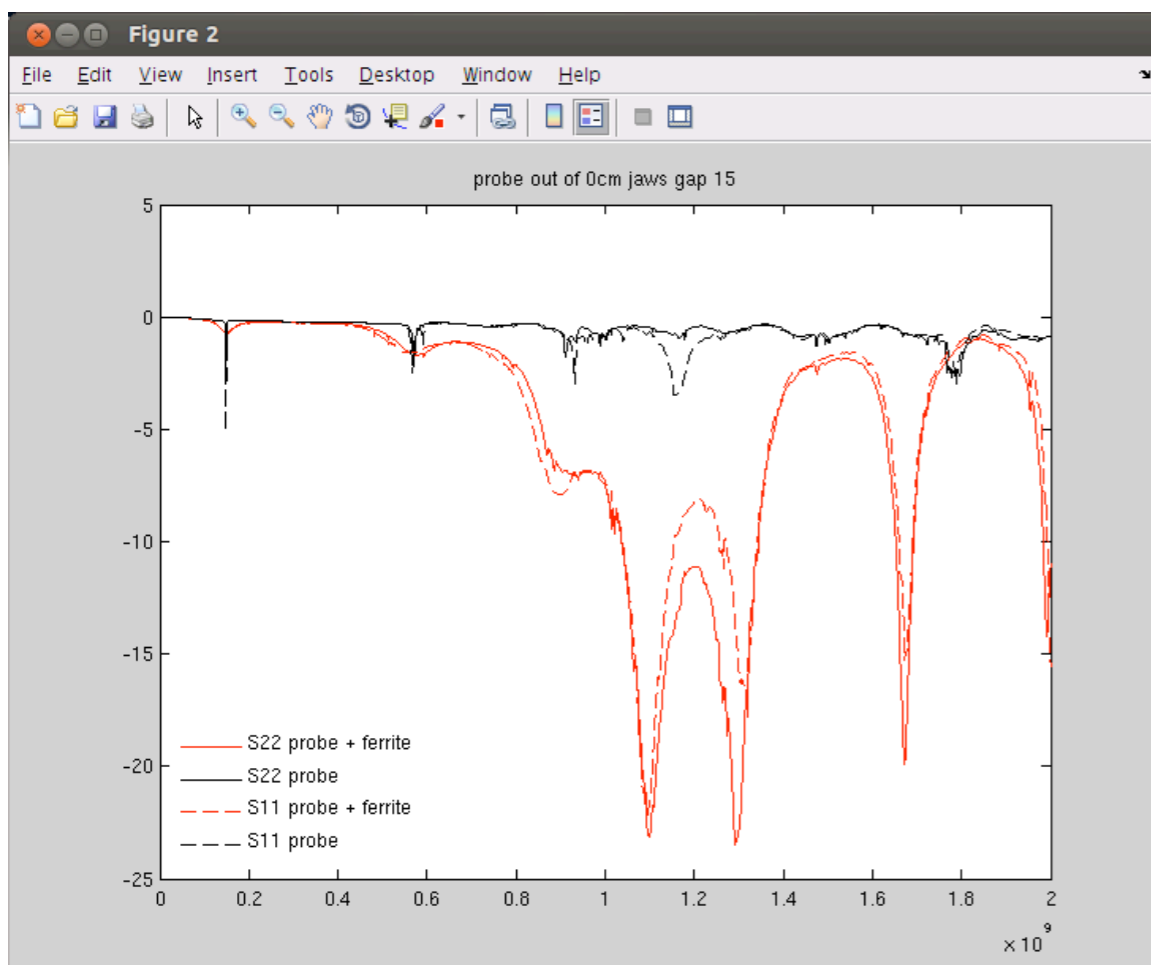 Figure 2
File Edit View Insert Tools Desktop Window Help
probe out of 0cm jaws gap 15
5
0
-5
-10
-15
-20
-25
S22 probe + ferrite
S22 probe
S11 probe + ferrite
S11 probe
0 0.2 0.4 0.6 0.8 1 1.2 1.4 1.6 1.8 2
x 10^9